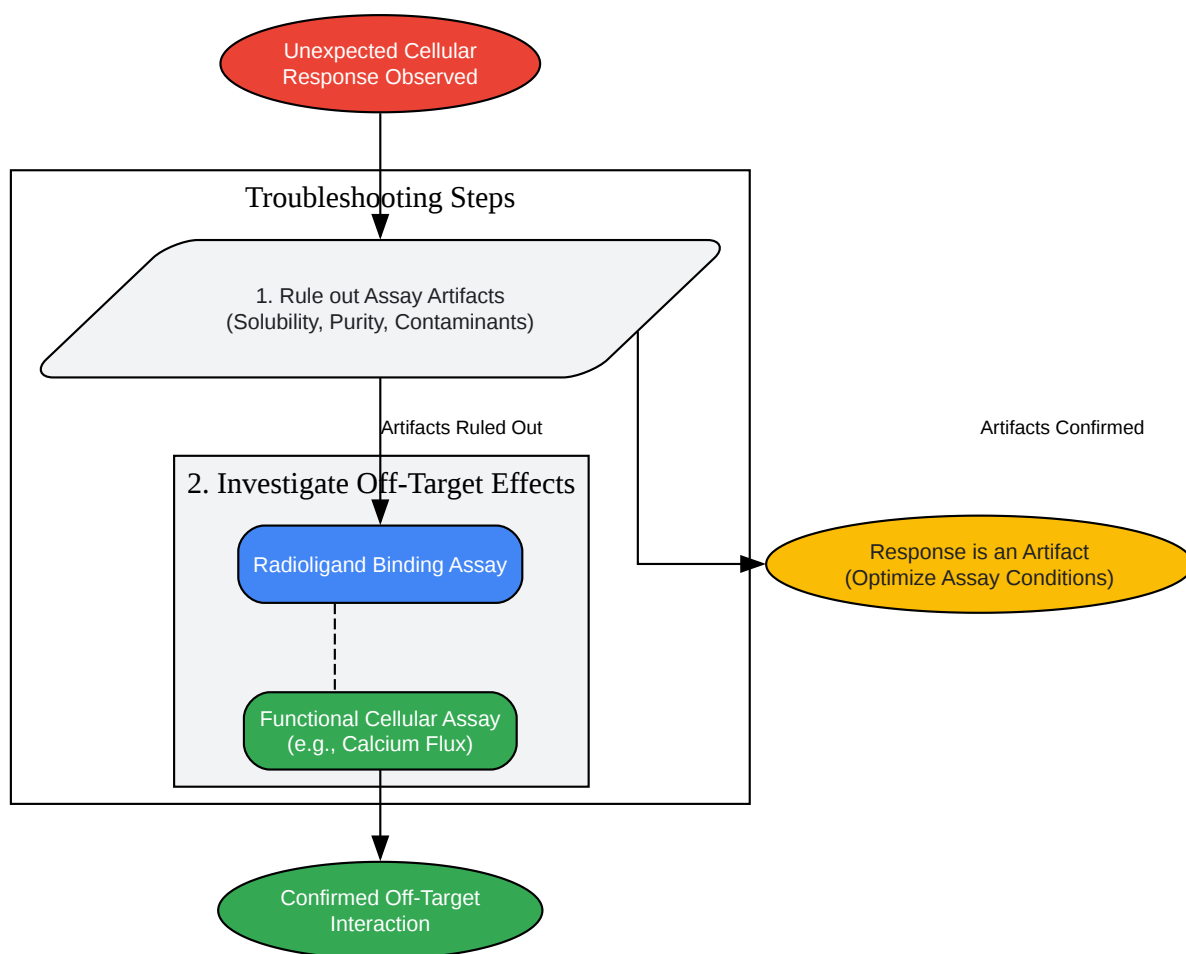 Unexpected Cellular
Response Observed
Troubleshooting Steps
1. Rule out Assay Artifacts
(Solubility, Purity, Contaminants)
Artifacts Ruled Out
Artifacts Confirmed
2. Investigate Off-Target Effects
Radioligand Binding Assay
Response is an Artifact
(Optimize Assay Conditions)
Functional Cellular Assay
(e.g., Calcium Flux)
Confirmed Off-Target
Interaction